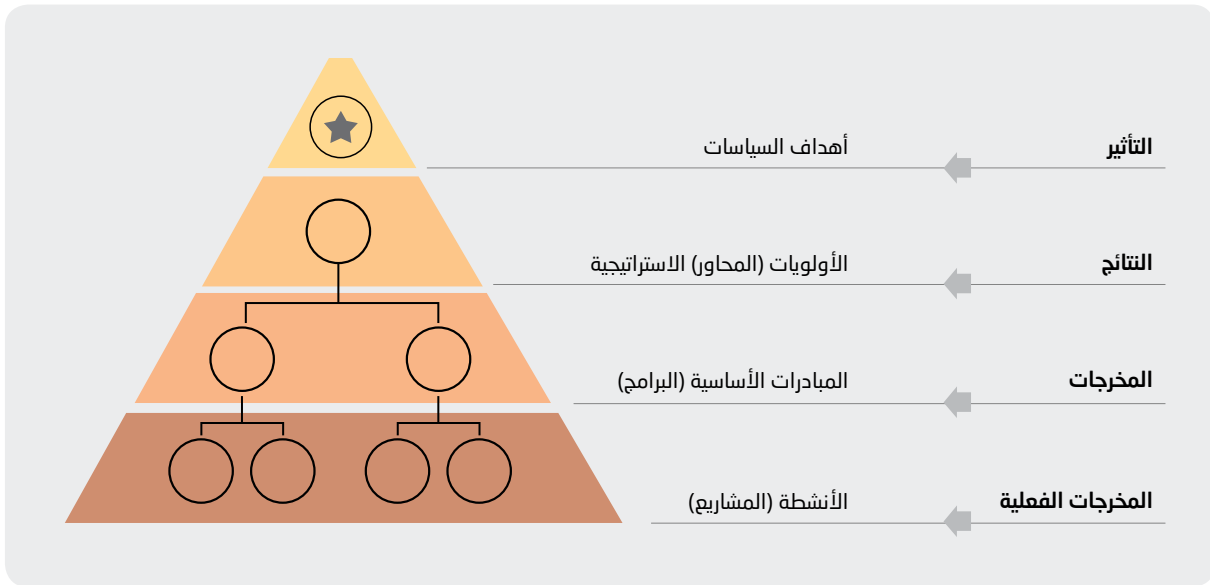 التأثير
أهداف السياسات
النتائج
الأولويات (المحاور) الاستراتيجية
المخرجات
المبادرات الأساسية (البرامج)
المخرجات الفعلية
الأنشطة (المشاريع)